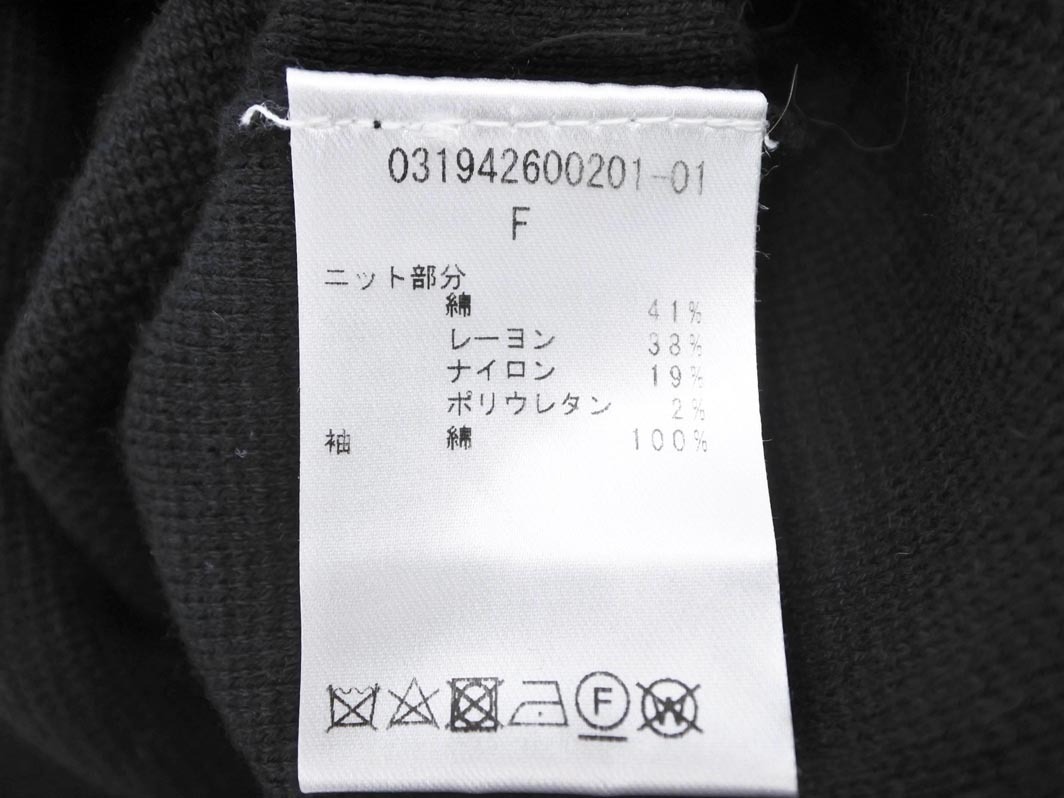 031942600201-01
F
ニット部分
綿 41%
レーヨン 38%
ナイロン 19%
ポリウレタン 2%
袖 綿 100%
F W